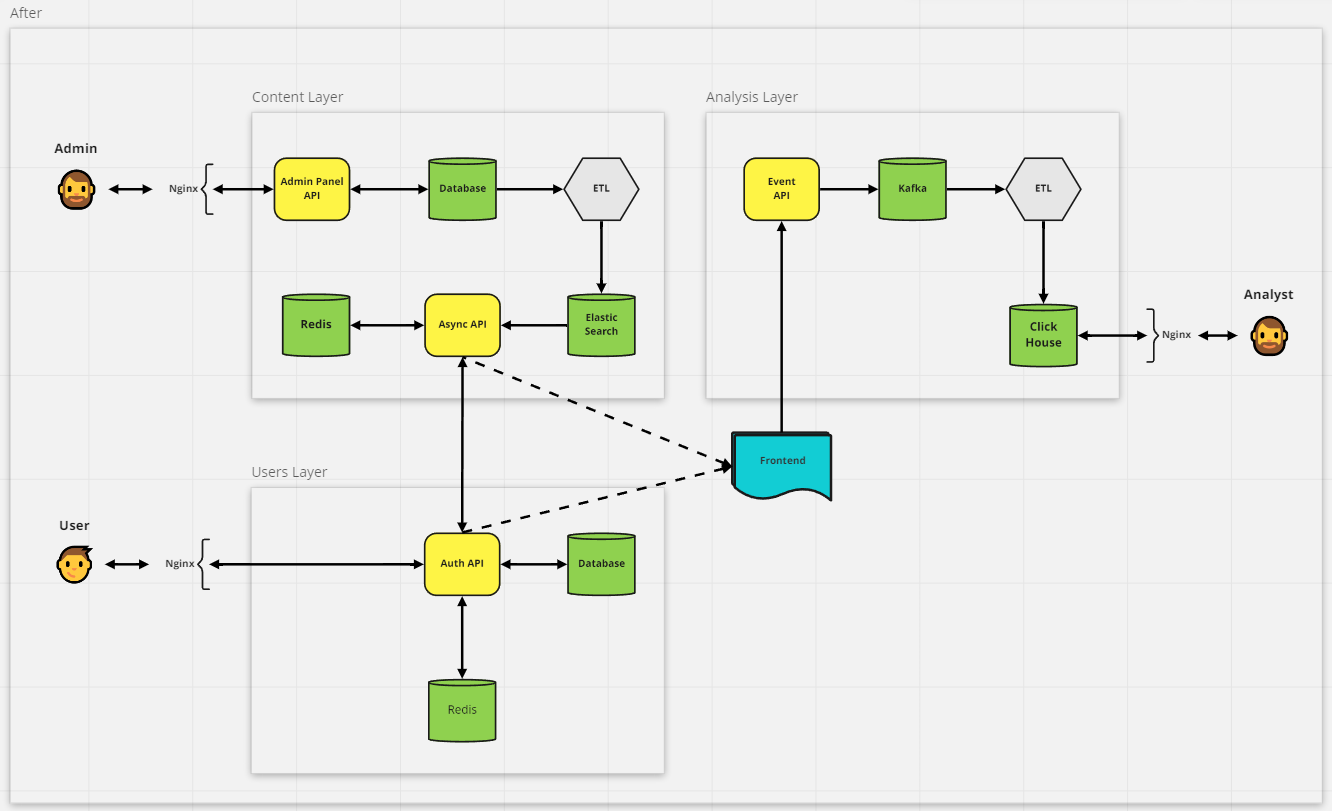 After
Content Layer
Analysis Layer
Admin
Nginx
Admin Panel
API
Database
ETL
Event
API
Kafka
ETL
Redis
Async API
Elastic
Search
Click
House
Nginx
Analyst
Frontend
Users Layer
User
Nginx
Auth API
Database
Redis